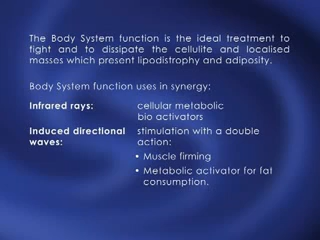 The Body System function is the ideal treatment to
fight and to dissipate the cellulite and localised
masses which present lipodistrophy and adiposity.
Body System function uses in synergy:
Infrared rays: cellular metabolic
bio activators
Induced directional stimulation with a double
waves: action:
• Muscle firming
• Metabolic activator for fat
consumption.